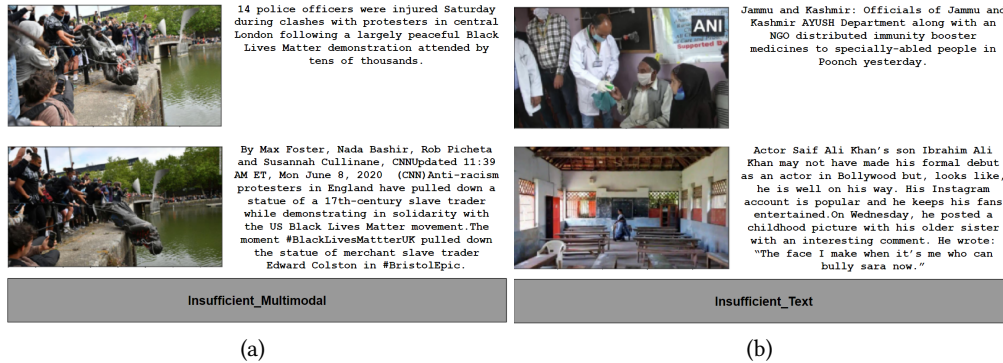 14 police officers were injured Saturday
during clashes with protesters in central
London following a largely peaceful Black
Lives Matter demonstration attended by
tens of thousands.
By Max Foster, Nada Bashir, Rob Picheta
and Susannah Cullinane, CNNUpdated 11:39
AM ET, Mon June 8, 2020 (CNN)Anti-racism
protesters in England have pulled down a
statue of a 17th-century slave trader
while demonstrating in solidarity with
the US Black Lives Matter movement.The
moment #BlackLivesMattterUK pulled down
the statue of merchant slave trader
Edward Colston in #BristolEpic.
Insufficient_Multimodal
(a)
ANI
Supported B
Jammu and Kashmir: Officials of Jammu and
Kashmir AYUSH Department along with an
NGO distributed immunity booster
medicines to specially-abled people in
Poonch yesterday.
Actor Saif Ali Khan's son Ibrahim Ali
Khan may not have made his formal debut
as an actor in Bollywood but, looks like,
he is well on his way. His Instagram
account is popular and he keeps his fans
entertained.On Wednesday, he posted a
childhood picture with his older sister
with an interesting comment. He wrote:
"The face I make when it's me who can
bully sara now."
Insufficient_Text
(b)